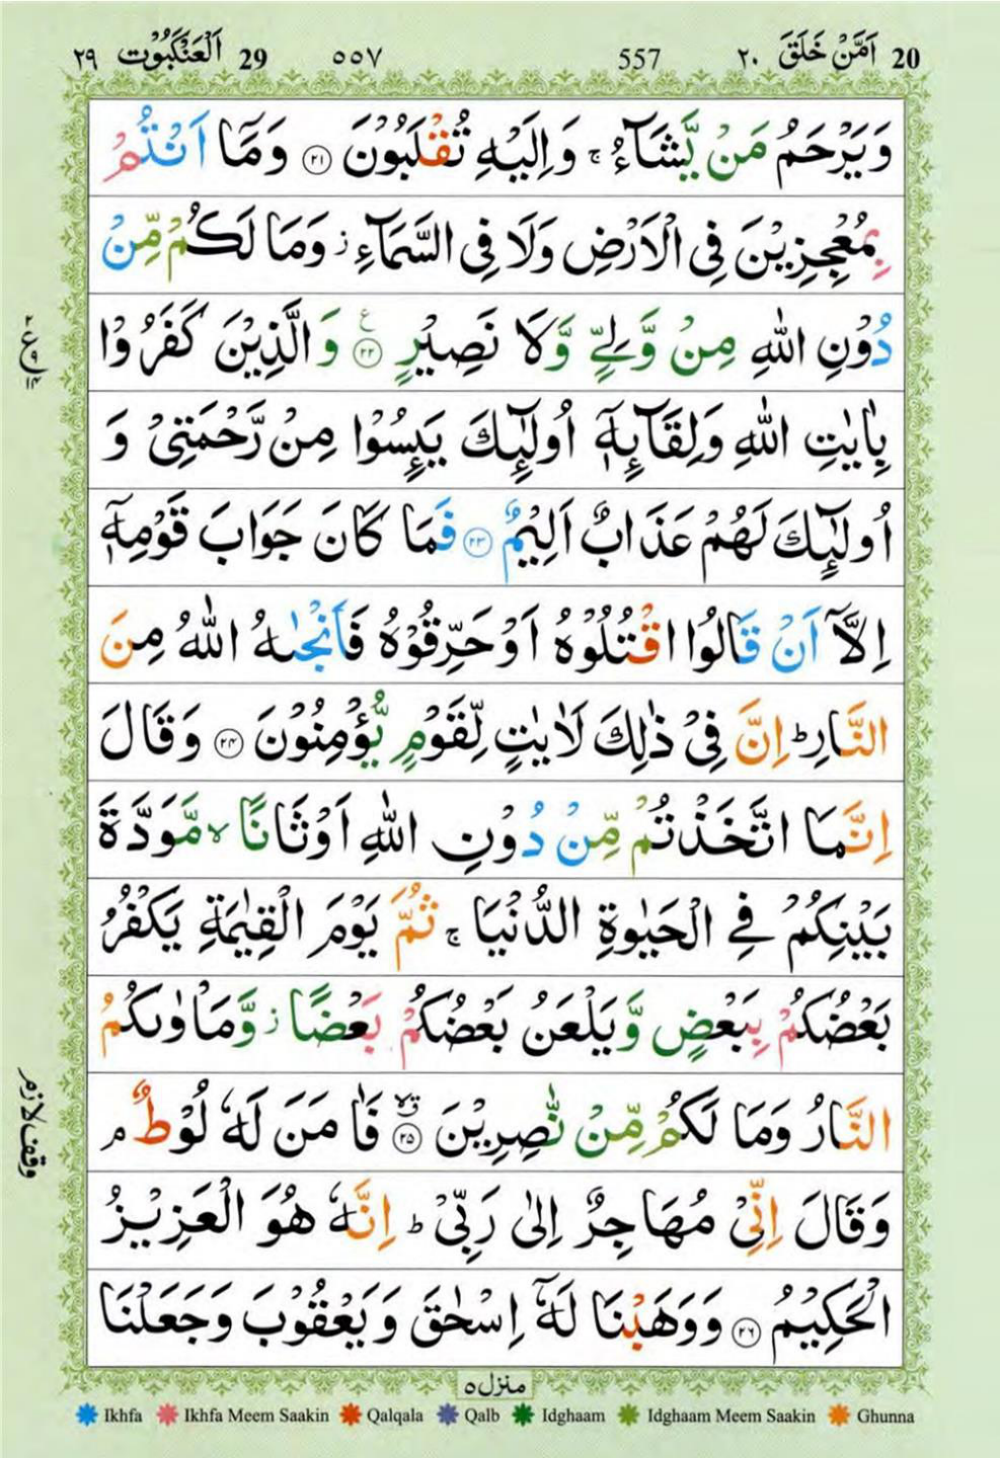 20 اَمَّنْ خَلَقَ ٢٠ 557 ٥٥٧ 29 اَلْعَنْكَبُوْت ٢٩
وَيَرْحَمُ مَنْ يَّشَآءُ ۚ وَاِلَيْهِ تُقْلَبُوْنَ ﴿٢١﴾ وَمَآ اَنْتُمْ
بِمُعْجِزِيْنَ فِي الْاَرْضِ وَلَا فِي السَّمَآءِ ۫ وَمَا لَكُمْ مِّنْ
دُوْنِ اللّٰهِ مِنْ وَّلِيٍّ وَّلَا نَصِيْرٍ ﴿٢٢﴾ ع وَالَّذِيْنَ كَفَرُوْا
بِاٰيٰتِ اللّٰهِ وَلِقَآئِهٖٓ اُولٰٓئِكَ يَئِسُوْا مِنْ رَّحْمَتِيْ وَ
اُولٰٓئِكَ لَهُمْ عَذَابٌ اَلِيْمٌ ﴿٢٣﴾ فَمَا كَانَ جَوَابَ قَوْمِهٖٓ
اِلَّآ اَنْ قَالُوا اقْتُلُوْهُ اَوْ حَرِّقُوْهُ فَاَنْجٰىهُ اللّٰهُ مِنَ
النَّارِ ؕ اِنَّ فِيْ ذٰلِكَ لَاٰيٰتٍ لِّقَوْمٍ يُّؤْمِنُوْنَ ﴿٢٤﴾ وَقَالَ
اِنَّمَا اتَّخَذْتُمْ مِّنْ دُوْنِ اللّٰهِ اَوْثَانًا ۙ مَّوَدَّةَ
بَيْنِكُمْ فِي الْحَيٰوةِ الدُّنْيَا ۚ ثُمَّ يَوْمَ الْقِيٰمَةِ يَكْفُرُ
بَعْضُكُمْ بِبَعْضٍ وَّيَلْعَنُ بَعْضُكُمْ بَعْضًا ۫ وَّمَاْوٰىكُمُ
النَّارُ وَمَا لَكُمْ مِّنْ نّٰصِرِيْنَ ﴿٢٥﴾ۗۙ فَاٰمَنَ لَهٗ لُوْطٌ ۘ
وَقَالَ اِنِّيْ مُهَاجِرٌ اِلٰى رَبِّيْ ؕ اِنَّهٗ هُوَ الْعَزِيْزُ
الْحَكِيْمُ ﴿٢٦﴾ وَوَهَبْنَا لَهٗٓ اِسْحٰقَ وَيَعْقُوْبَ وَجَعَلْنَا
ع ٢ ٩ ١٤
وقف لازم
منزل ٥
Ikhfa Ikhfa Meem Saakin Qalqala Qalb Idghaam Idghaam Meem Saakin Ghunna